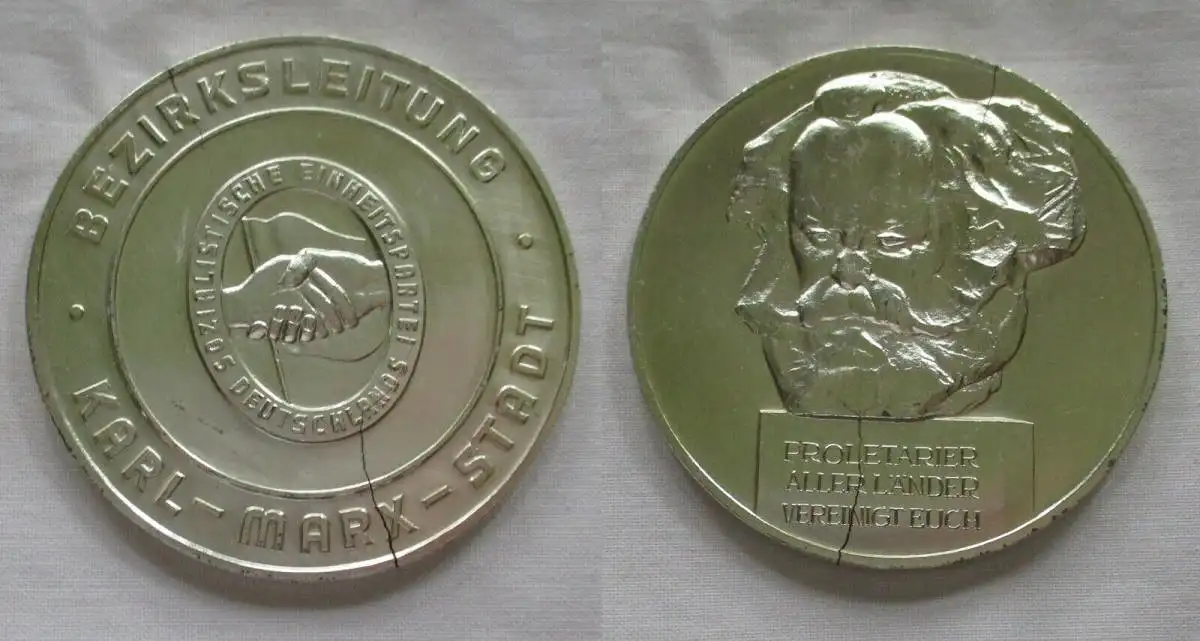 · BEZIRKSLEITUNG ·
KARL-MARX-STADT
SOZIALISTISCHE EINHEITSPARTEI
DEUTSCHLANDS
PROLETARIER
ALLER LÄNDER
VEREINIGT EUCH